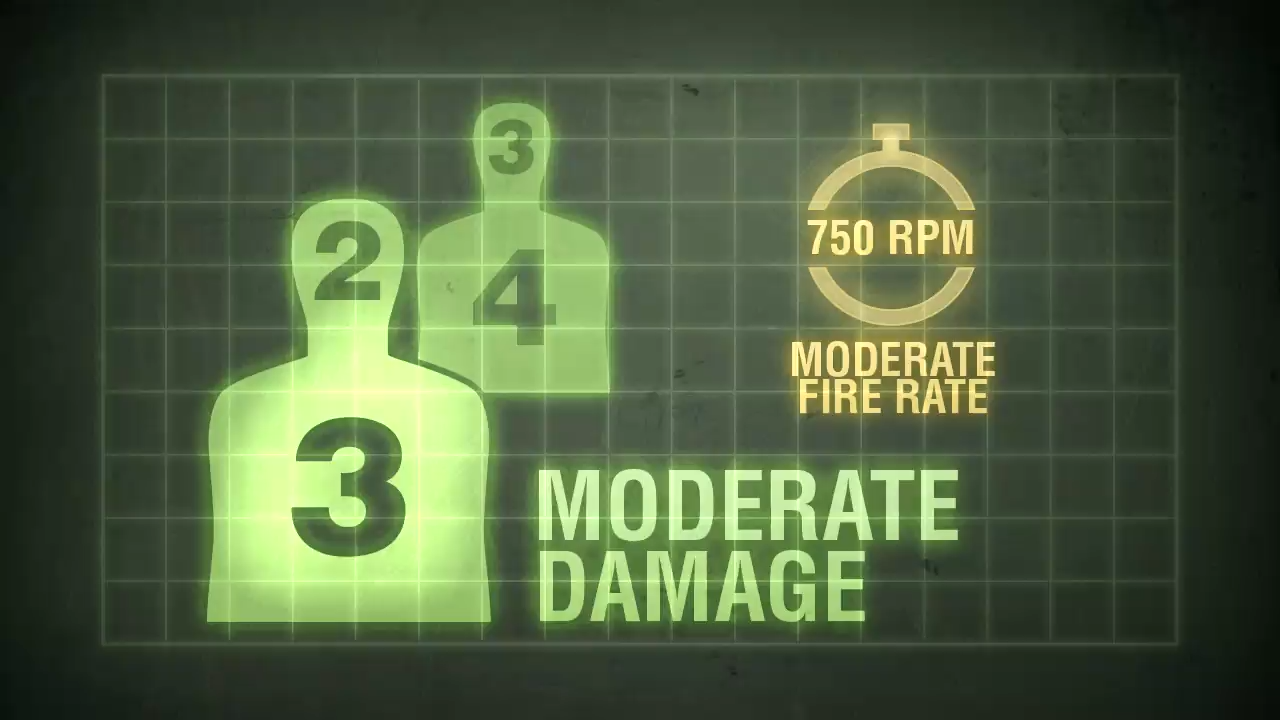 3
2
4
3
750 RPM
MODERATE
FIRE RATE
MODERATE
DAMAGE